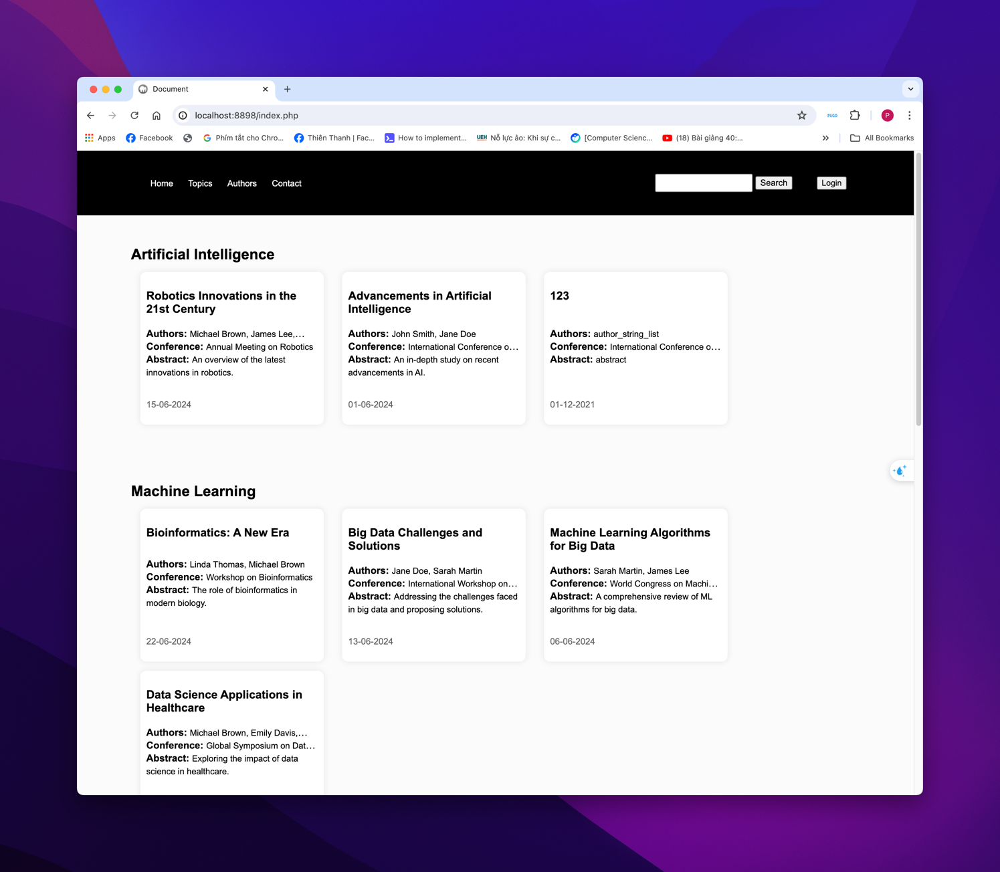 Document
localhost:8898/index.php
PUGO
P
Apps
Facebook
Phím tắt cho Chro...
Thiên Thanh | Fac...
How to implement...
UEH
Nỗ lực ảo: Khi sự c...
[Computer Scienc...
(18) Bài giảng 40:...
All Bookmarks
Home
Topics
Authors
Contact
Search
Login
Artificial Intelligence
Robotics Innovations in the
21st Century
Authors: Michael Brown, James Lee,...
Conference: Annual Meeting on Robotics
Abstract: An overview of the latest
innovations in robotics.
15-06-2024
Advancements in Artificial
Intelligence
Authors: John Smith, Jane Doe
Conference: International Conference o...
Abstract: An in-depth study on recent
advancements in AI.
01-06-2024
123
Authors: author_string_list
Conference: International Conference o...
Abstract: abstract
01-12-2021
Machine Learning
Bioinformatics: A New Era
Authors: Linda Thomas, Michael Brown
Conference: Workshop on Bioinformatics
Abstract: The role of bioinformatics in
modern biology.
22-06-2024
Big Data Challenges and
Solutions
Authors: Jane Doe, Sarah Martin
Conference: International Workshop on...
Abstract: Addressing the challenges faced
in big data and proposing solutions.
13-06-2024
Machine Learning Algorithms
for Big Data
Authors: Sarah Martin, James Lee
Conference: World Congress on Machi...
Abstract: A comprehensive review of ML
algorithms for big data.
06-06-2024
Data Science Applications in
Healthcare
Authors: Michael Brown, Emily Davis,...
Conference: Global Symposium on Dat...
Abstract: Exploring the impact of data
science in healthcare.